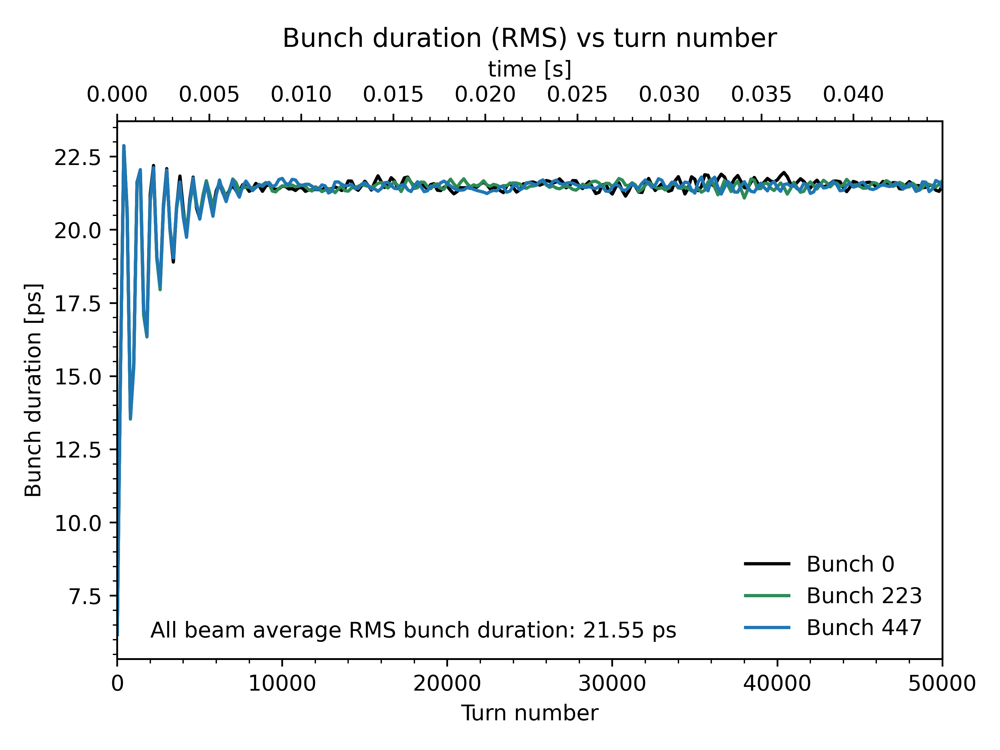 Bunch duration (RMS) vs turn number
time [s]
0.000 0.005 0.010 0.015 0.020 0.025 0.030 0.035 0.040
22.5
20.0
17.5
15.0
12.5
10.0
7.5
Bunch duration [ps]
Bunch 0
Bunch 223
Bunch 447
All beam average RMS bunch duration: 21.55 ps
0 10000 20000 30000 40000 50000
Turn number